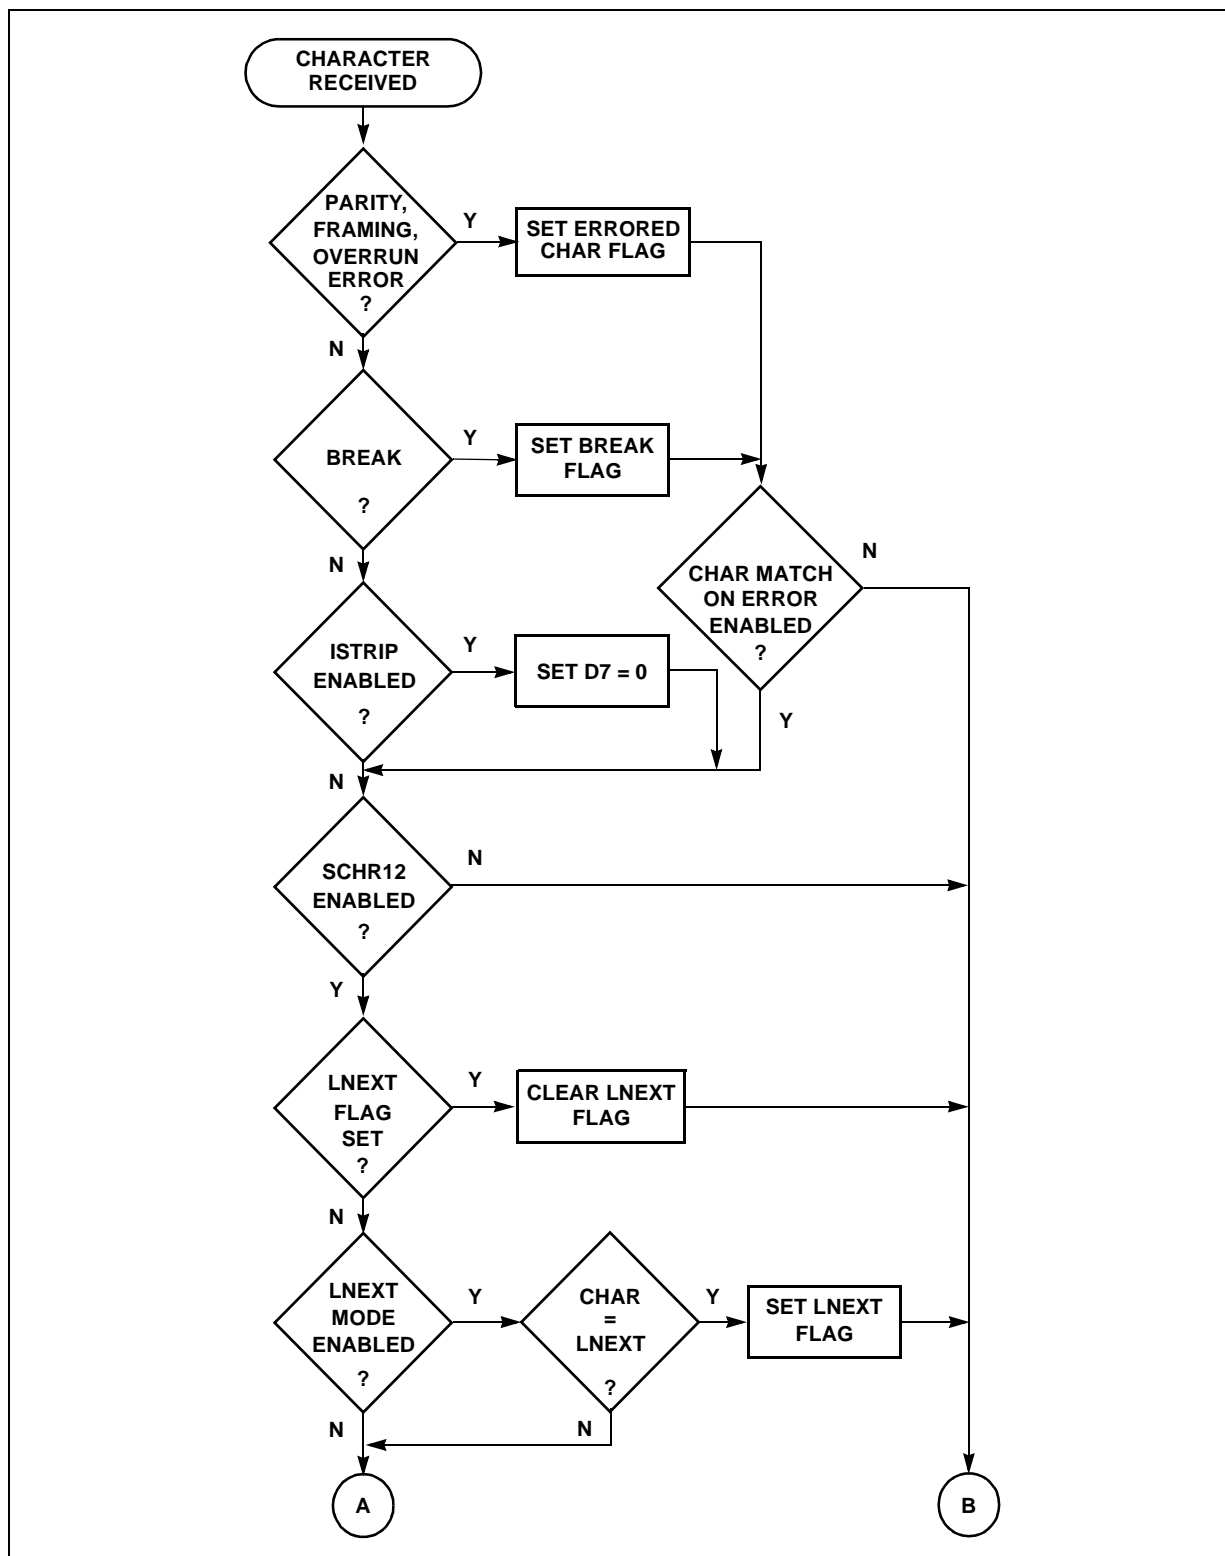 CHARACTER
RECEIVED
PARITY,
FRAMING,
OVERRUN
ERROR
?
Y
SET ERRORED
CHAR FLAG
N
BREAK
?
Y
SET BREAK
FLAG
N
CHAR MATCH
ON ERROR
ENABLED
?
N
Y
ISTRIP
ENABLED
?
Y
SET D7 = 0
N
SCHR12
ENABLED
?
N
Y
LNEXT
FLAG
SET
?
Y
CLEAR LNEXT
FLAG
N
LNEXT
MODE
ENABLED
?
Y
CHAR
=
LNEXT
?
Y
SET LNEXT
FLAG
N
N
A
B